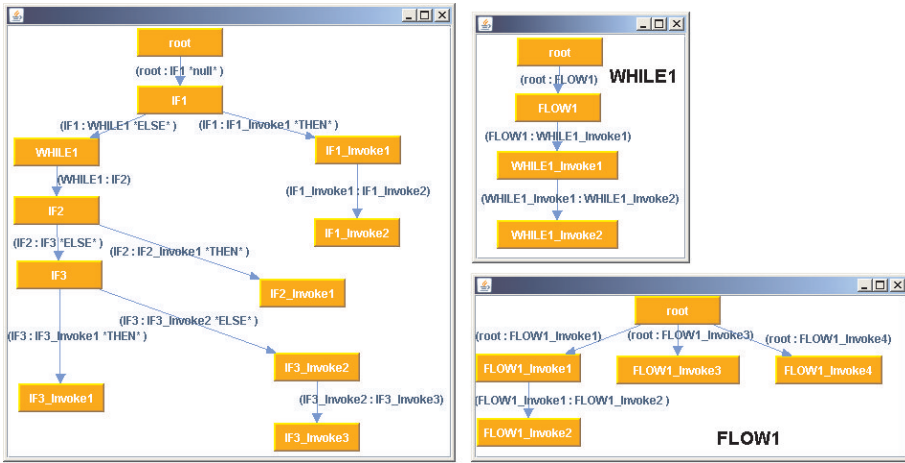 root
(root : IF1 *null* )
IF1
(IF1 : WHILE1 *ELSE* )
(IF1 : IF1_Invoke1 *THEN* )
WHILE1
IF1_Invoke1
(WHILE1 : IF2)
(IF1_Invoke1 : IF1_Invoke2)
IF2
IF1_Invoke2
(IF2 : IF3 *ELSE* )
(IF2 : IF2_Invoke1 *THEN* )
IF3
IF2_Invoke1
(IF3 : IF3_Invoke2 *ELSE* )
(IF3 : IF3_Invoke1 *THEN* )
IF3_Invoke2
IF3_Invoke1
(IF3_Invoke2 : IF3_Invoke3)
IF3_Invoke3
root
(root : FLOW1)
WHILE1
FLOW1
(FLOW1 : WHILE1_Invoke1)
WHILE1_Invoke1
(WHILE1_Invoke1 : WHILE1_Invoke2)
WHILE1_Invoke2
root
(root : FLOW1_Invoke1)
(root : FLOW1_Invoke3)
(root : FLOW1_Invoke4)
FLOW1_Invoke1
FLOW1_Invoke3
FLOW1_Invoke4
(FLOW1_Invoke1 : FLOW1_Invoke2 )
FLOW1_Invoke2
FLOW1